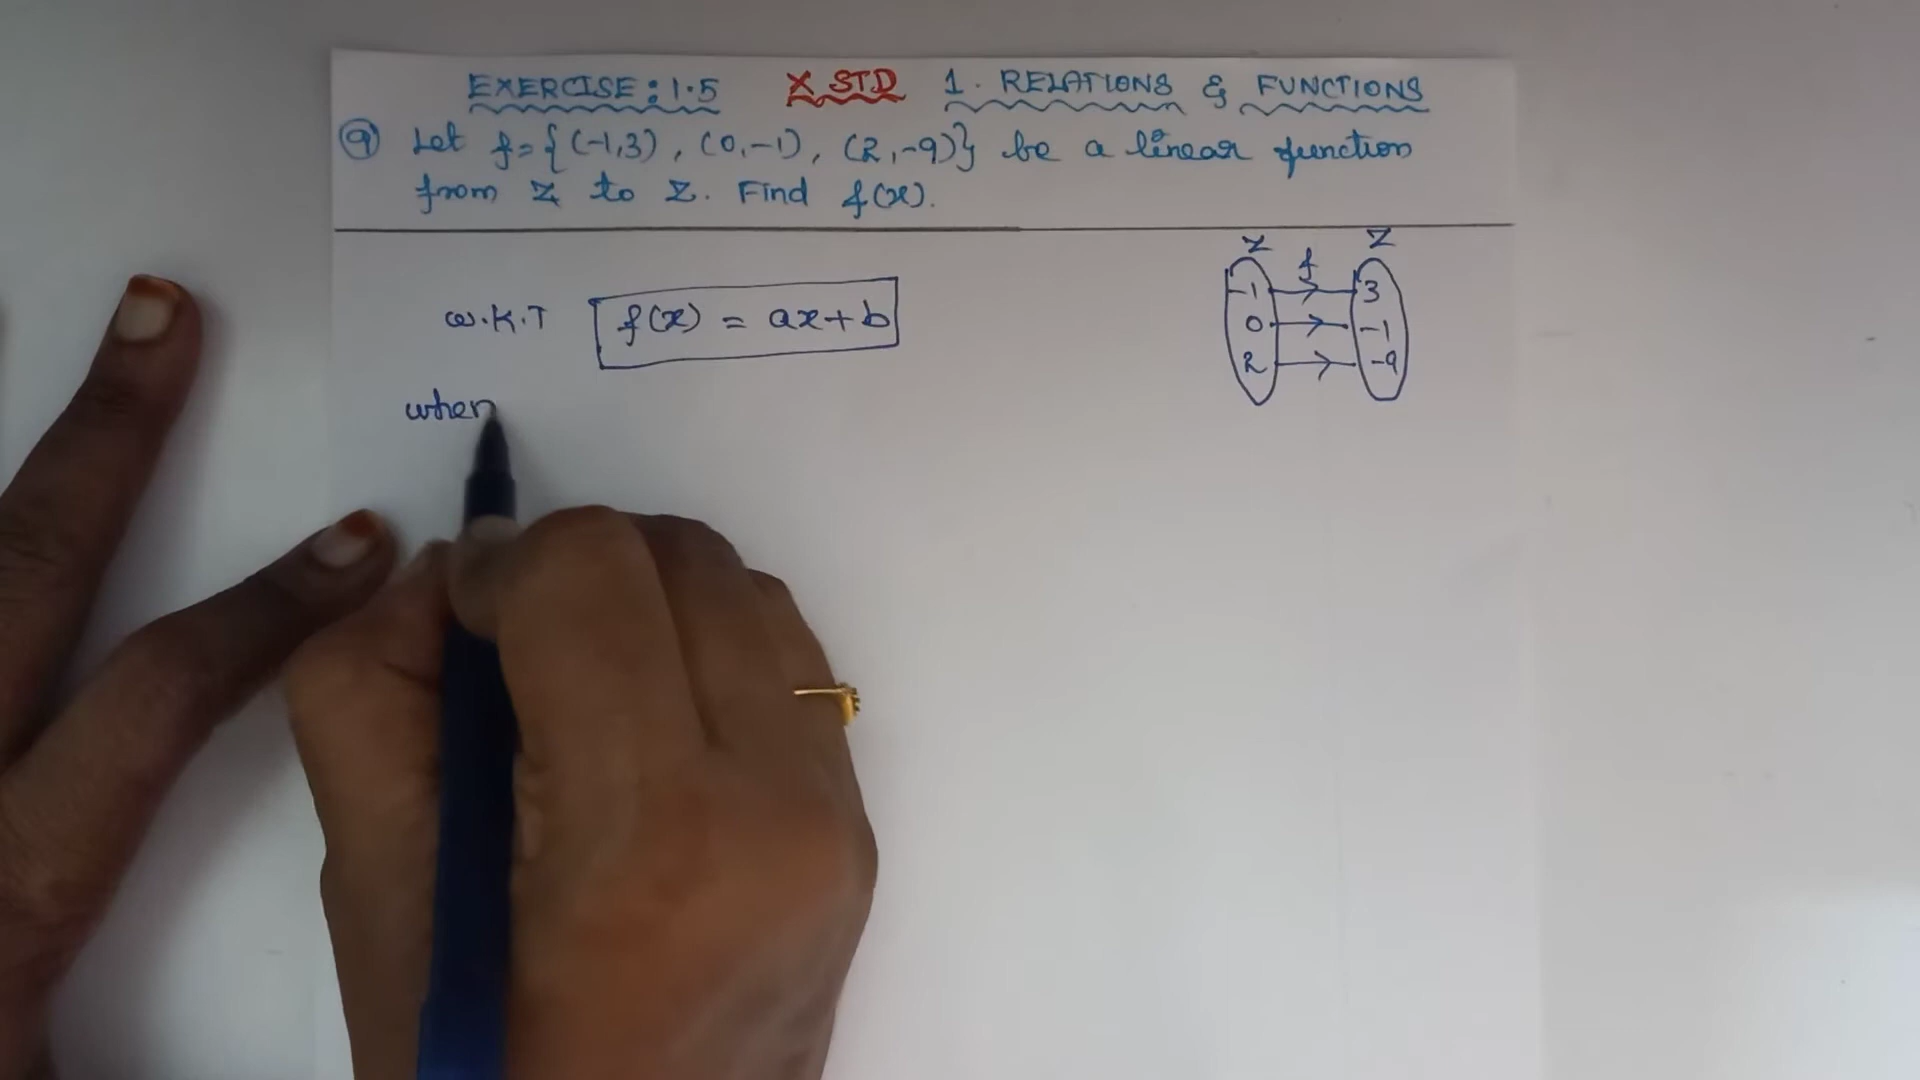 EXERCISE: 1.5 X STD 1. RELATIONS & FUNCTIONS
9 Let f={(-1,3), (0,-1), (2,-9)} be a linear function
from Z to Z. Find f(x).
Z f Z
-1 3
0 -1
2 -9
W.K.T f(x) = ax+b
when